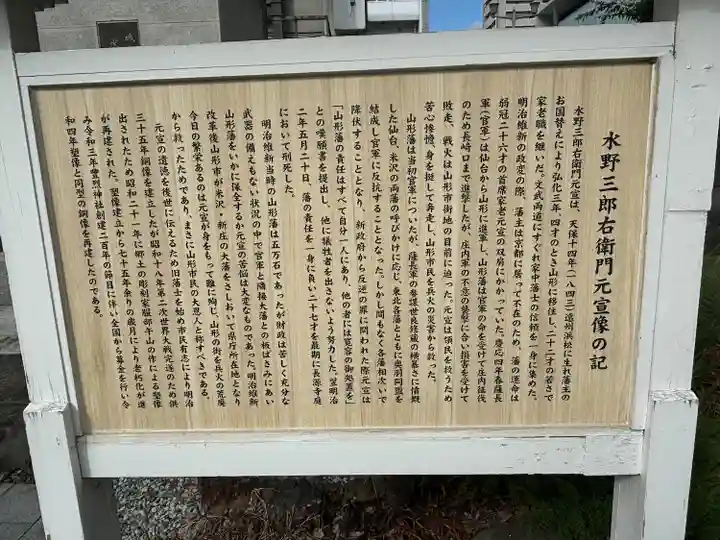 水野三郎右衛門元宣像の記
水野三郎右衛門元宣は、天保十四年(一八四三)遠州浜松に生れ藩主の
お国替えにより弘化三年 四才のとき山形に移住し、二十二才の若さで
家老職を継いだ。文武両道にすぐれ家中藩士の信頼を一身に集めた。
明治維新の政変の際、藩主は京都に居って不在のため、藩の運命は
弱冠二十六才の首席家老元宣の双肩にかかっていた。慶応四年春薩長
軍(官軍)は仙台から山形に進軍し、山形藩は官軍の命を受けて庄内征伐
のため長崎口まで進撃したが、庄内軍の不意の襲撃に合い損害を受けて
敗走、戦火は山形市街地の目前に迫った。元宣は領民を救うため
苦心惨憺、身を挺して奔走し、山形市民を兵火の災害から救った。
山形藩は当初官軍についたが、薩長軍の参謀世良修蔵の横暴さに憤慨
した仙台、米沢の両藩の呼びかけに応じ、東北各藩とともに奥羽同盟を
結成し官軍に反抗することとなった。しかし間もなく各藩相次いで
降伏することとなり、新政府から反逆の罪に問われた際元宣は
「山形藩の責任はすべて自分一人にあり、他の者には寛容の御処置を」
との嘆願書を提出し、他に犠牲者を出さないよう努力した。翌明治
二年五月二十日、藩の責任を一身に負い二十七才を最期に長源寺庭
において刑死した。
明治維新当時の山形藩は五万石であったが財政は苦しく充分な
武器の備えもない状況の中で官軍と隣接大藩との板ばさみにあい
山形藩をいかに保全するか元宣の苦悩は大変なものであった。明治維新
改革後山形市が米沢・新庄の大藩をさしおいて県庁所在地となり
今日の繁栄あるのは元宣が身をもって難に殉じ、山形の街を兵火の荒廃
から救ったためであり、まさに山形市民の大恩人と称すべきである。
元宣の遺徳を後世に伝えるため旧藩士を始め市民有志により明治
三十五年銅像を建立したが昭和十八年第二次世界大戦完遂のため供
出されたため昭和二十一年に郷土の彫刻家服部午山の作による塑像
が再建された。塑像建立から七十五年余りの歳月により老朽化が進
み令和三年豊烈神社創建二百年の節目に伴い全国から募金を行い令
和四年塑像と同型の銅像を再建したのである。